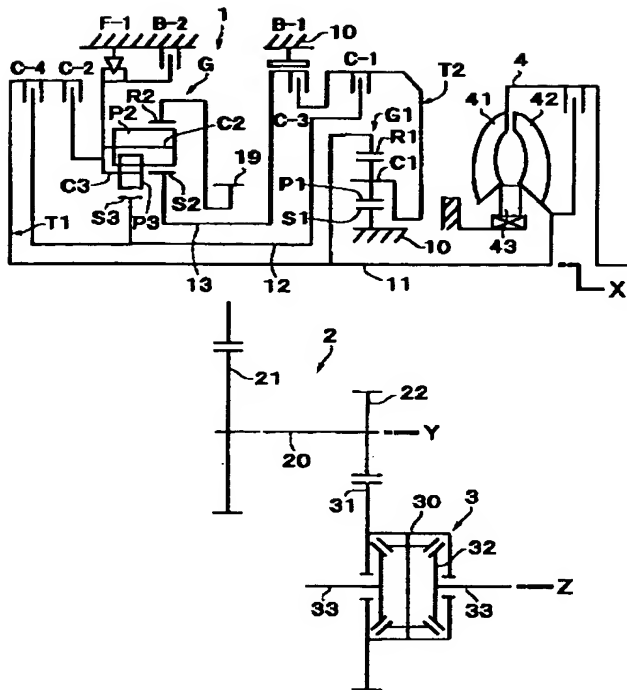 F-1 B-2 1 B-1 10
C-4 C-2 G C-1 T2 4
R2 41 42
P2 C2 C-3 G1
R1
19 C1
C3 P1
S3 P3 S2 S1
T1 10 43
13 12 11 X
2
21 22
20 Y
31 30 3
32
33 33 Z